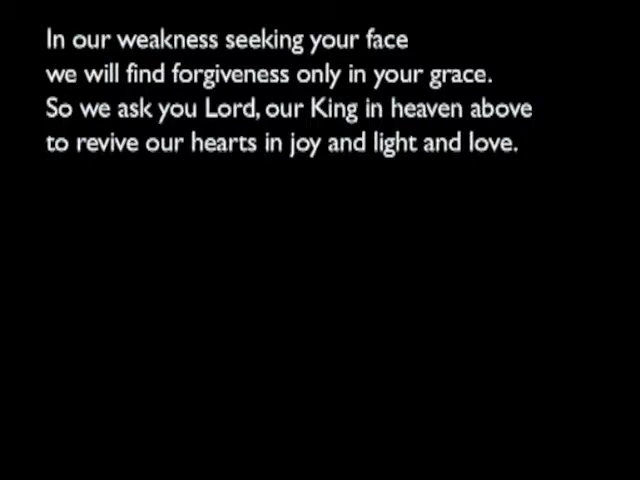 In our weakness seeking your face
we will find forgiveness only in your grace.
So we ask you Lord, our King in heaven above
to revive our hearts in joy and light and love.